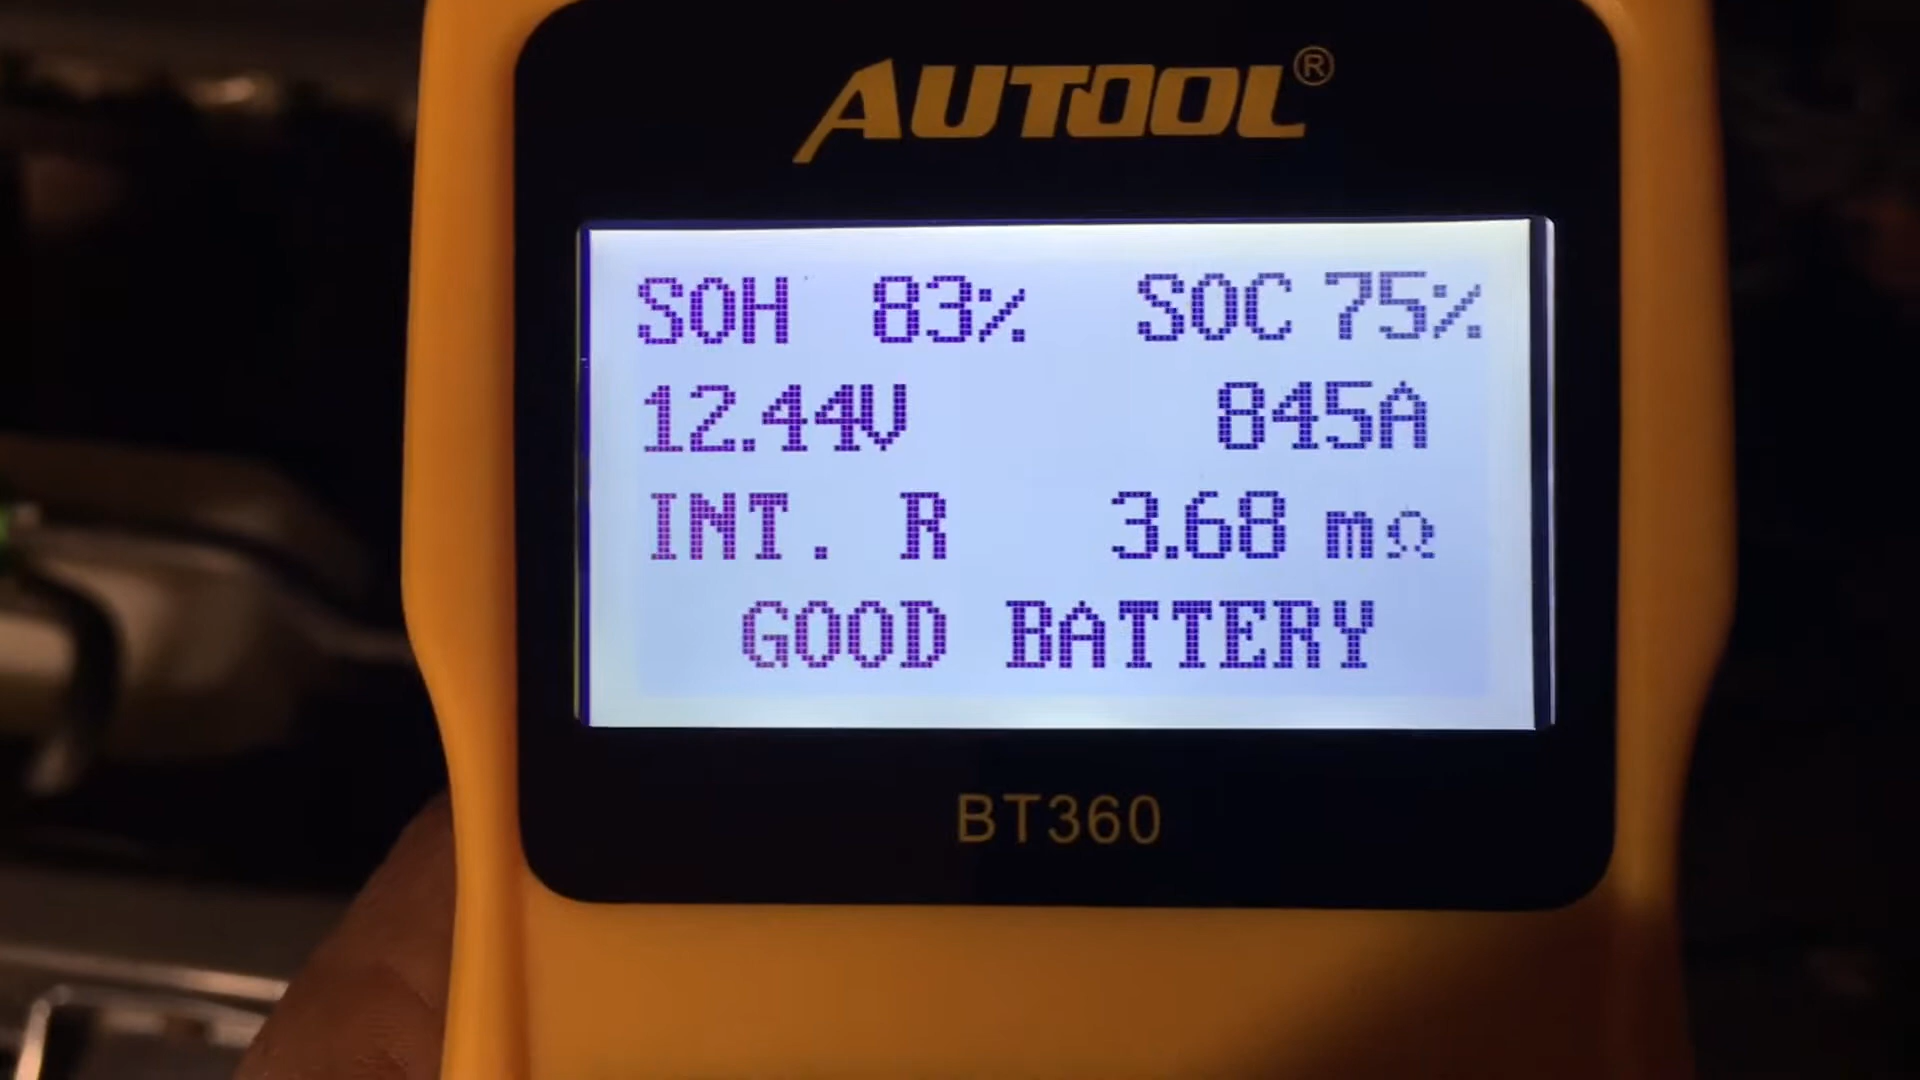 AUTOOL®
SOH 83% SOC 75%
12.44V 845A
INT. R 3.68 mΩ
GOOD BATTERY
BT360